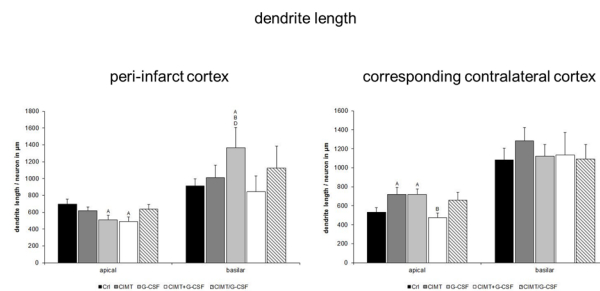 dendrite length
peri-infarct cortex
corresponding contralateral cortex
dendrite length / neuron in µm
1800
1600
1400
1200
1000
800
600
400
200
0
A
A
A
B
D
apical
basilar
Crl CIMT G-CSF CIMT+G-CSF CIMT/G-CSF
dendrite length / neuron in µm
1600
1400
1200
1000
800
600
400
200
0
A
A
B
apical
basilar
Crl CIMT G-CSF CIMT+G-CSF CIMT/G-CSF